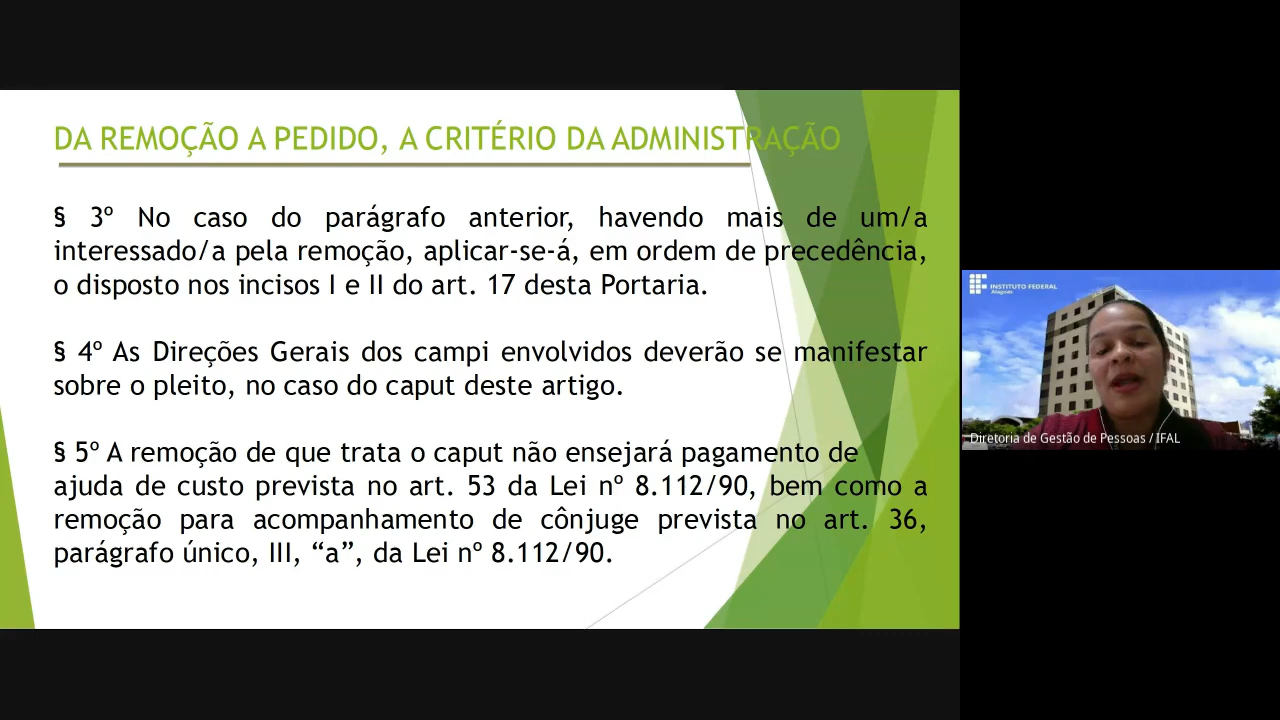 DA REMOÇÃO A PEDIDO, A CRITÉRIO DA ADMINISTRAÇÃO
§ 3º No caso do parágrafo anterior, havendo mais de um/a
interessado/a pela remoção, aplicar-se-á, em ordem de precedência,
o disposto nos incisos I e II do art. 17 desta Portaria.
§ 4º As Direções Gerais dos campi envolvidos deverão se manifestar
sobre o pleito, no caso do caput deste artigo.
§ 5º A remoção de que trata o caput não ensejará pagamento de
ajuda de custo prevista no art. 53 da Lei nº 8.112/90, bem como a
remoção para acompanhamento de cônjuge prevista no art. 36,
parágrafo único, III, “a”, da Lei nº 8.112/90.
INSTITUTO FEDERAL
Alagoas
Diretoria de Gestão de Pessoas / IFAL